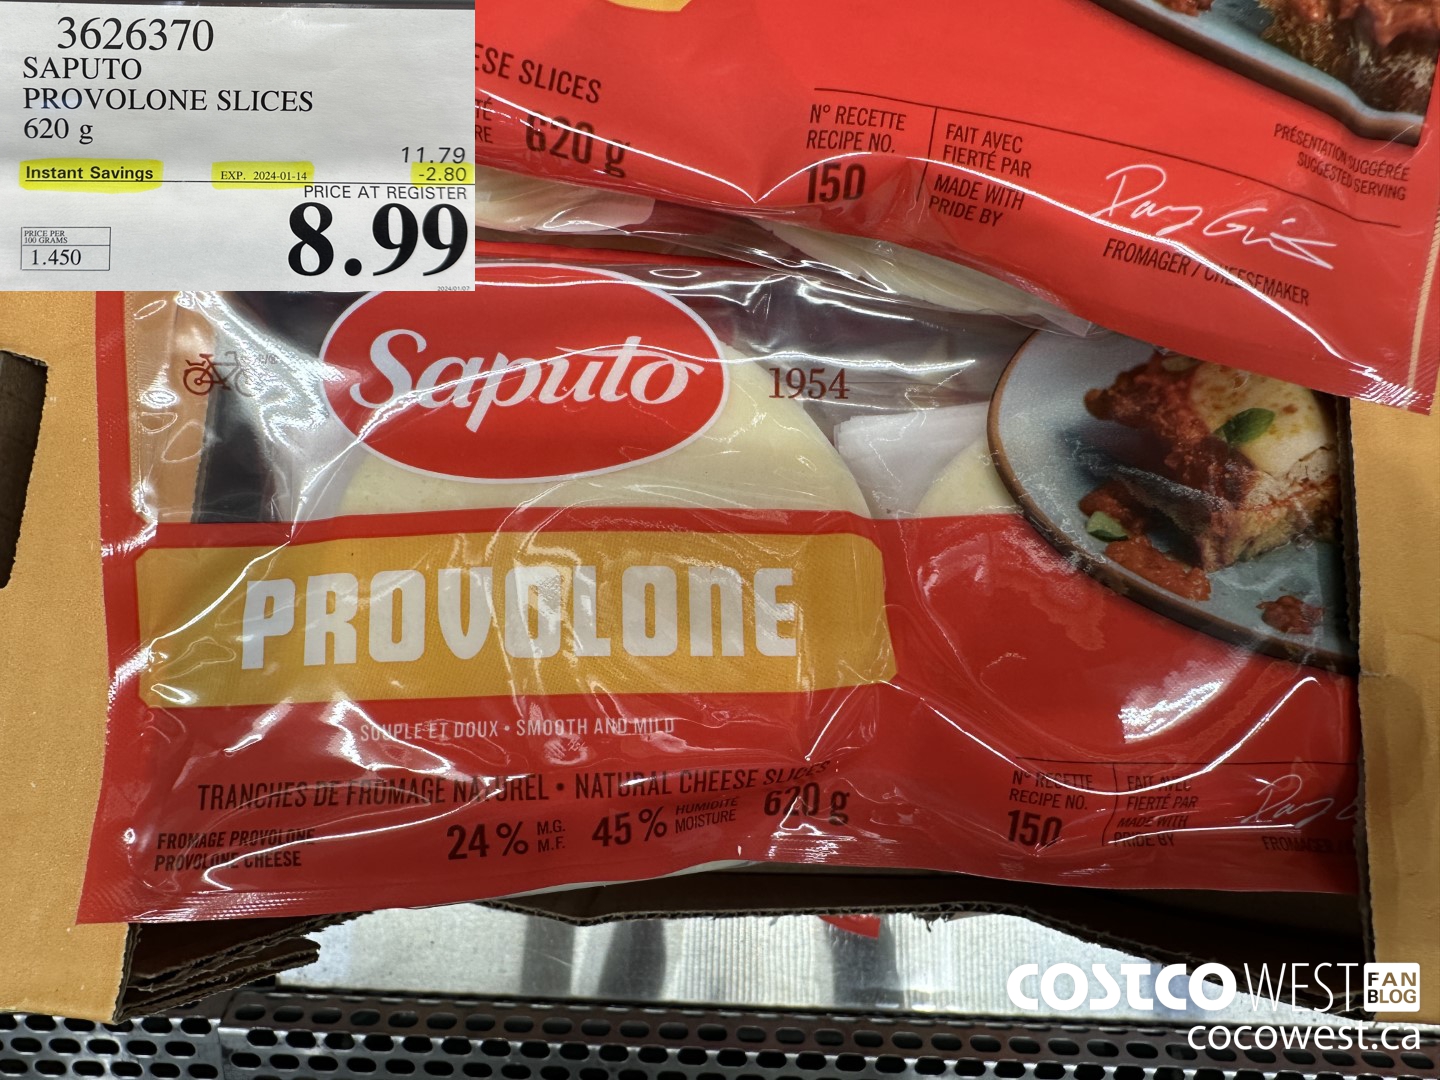 3626370
SAPUTO
PROVOLONE SLICES
620 g
11.79
Instant Savings
EXP. 2024-01-14
-2.80
PRICE AT REGISTER
8.99
PRICE PER
100 GRAMS
1.450
2024/01/07
ESE SLICES
TÉ
RE
620 g
N° RECETTE
RECIPE NO.
150
FAIT AVEC
FIERTÉ PAR
MADE WITH
PRIDE BY
FROMAGER / CHEESEMAKER
PRÉSENTATION SUGGÉRÉE
SUGGESTED SERVING
Saputo
1954
PROVOLONE
SOUPLE ET DOUX • SMOOTH AND MILD
TRANCHES DE FROMAGE NATUREL • NATURAL CHEESE SLICES
FROMAGE PROVOLONE
PROVOLONE CHEESE
24% M.G.
M.F.
45% HUMIDITÉ
MOISTURE
620 g
N° RECETTE
RECIPE NO.
150
FAIT AVEC
FIERTÉ PAR
MADE WITH
PRIDE BY
FROMAGER /
COSTCO WEST FAN
BLOG
cocowest.ca